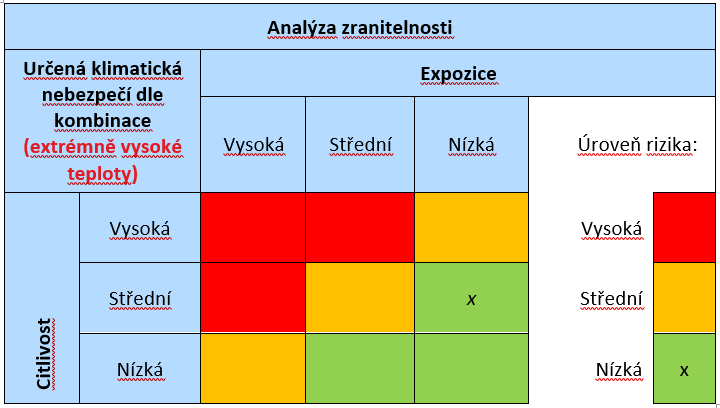 Analýza zranitelnosti
Určená klimatická
nebezpečí dle
kombinace
(extrémně vysoké
teploty)
Expozice
Vysoká
Střední
Nízká
Úroveň rizika:
Citlivost
Vysoká
Vysoká
Střední
x
Střední
Nízká
Nízká
x